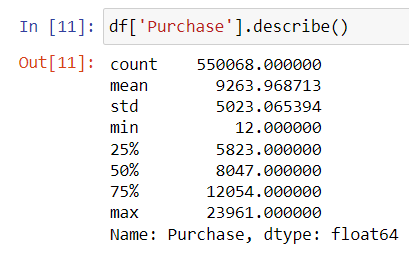 In [11]: df['Purchase'].describe()
Out[11]: count    550068.000000
mean       9263.968713
std        5023.065394
min          12.000000
25%        5823.000000
50%        8047.000000
75%       12054.000000
max       23961.000000
Name: Purchase, dtype: float64